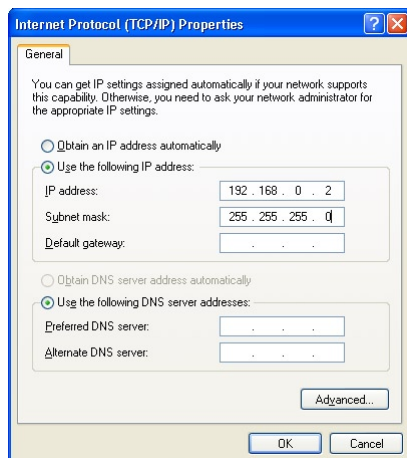 Internet Protocol (TCP/IP) Properties
General
You can get IP settings assigned automatically if your network supports
this capability. Otherwise, you need to ask your network administrator for
the appropriate IP settings.
Obtain an IP address automatically
Use the following IP address:
IP address: 192 . 168 . 0 . 2
Subnet mask: 255 . 255 . 255 . 0
Default gateway: . . .
Obtain DNS server address automatically
Use the following DNS server addresses:
Preferred DNS server: . . .
Alternate DNS server: . . .
Advanced...
OK Cancel